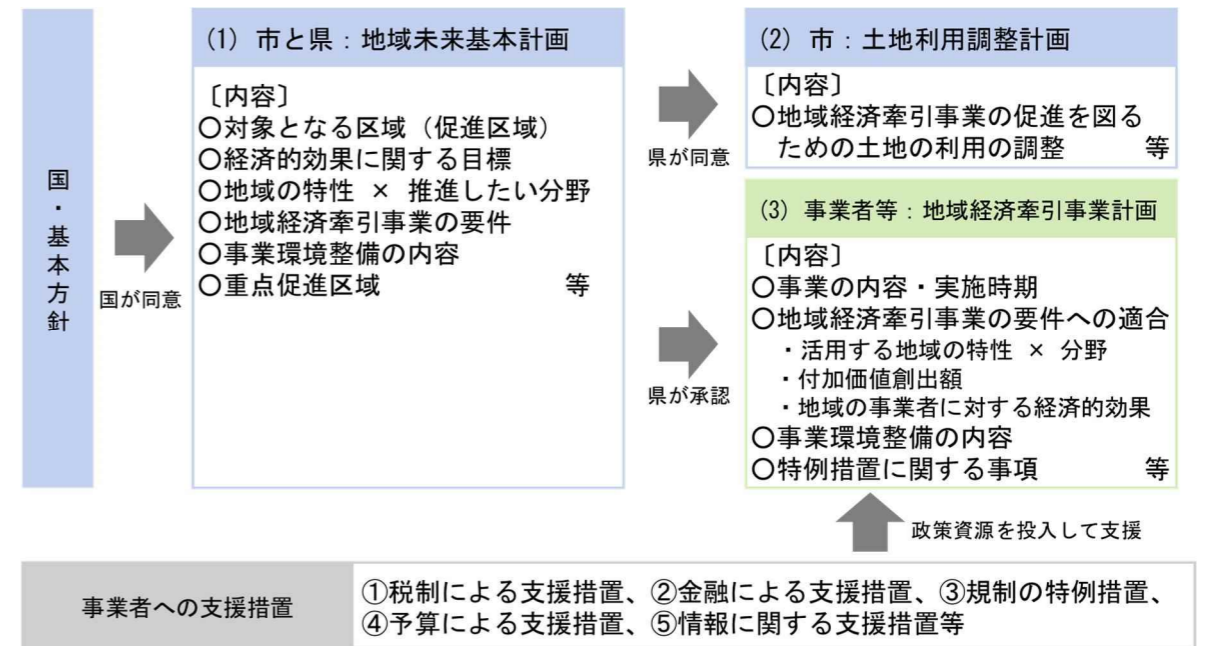 国・基本方針
国が同意
(1) 市と県：地域未来基本計画
〔内容〕
○対象となる区域（促進区域）
○経済的効果に関する目標
○地域の特性 × 推進したい分野
○地域経済牽引事業の要件
○事業環境整備の内容
○重点促進区域 等
県が同意
(2) 市：土地利用調整計画
〔内容〕
○地域経済牽引事業の促進を図る
ための土地の利用の調整 等
県が承認
(3) 事業者等：地域経済牽引事業計画
〔内容〕
○事業の内容・実施時期
○地域経済牽引事業の要件への適合
・活用する地域の特性 × 分野
・付加価値創出額
・地域の事業者に対する経済的効果
○事業環境整備の内容
○特例措置に関する事項 等
政策資源を投入して支援
事業者への支援措置
①税制による支援措置、②金融による支援措置、③規制の特例措置、
④予算による支援措置、⑤情報に関する支援措置等